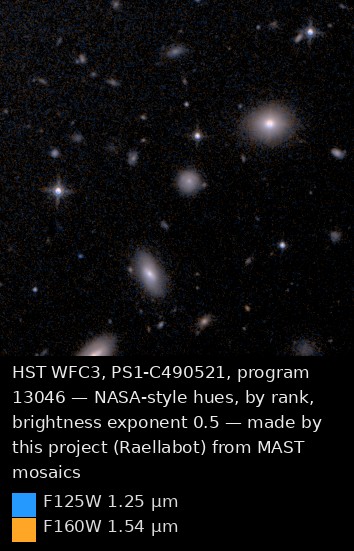 HST WFC3, PS1-C490521, program
13046 — NASA-style hues, by rank,
brightness exponent 0.5 — made by
this project (Raellabot) from MAST
mosaics
F125W 1.25 µm
F160W 1.54 µm